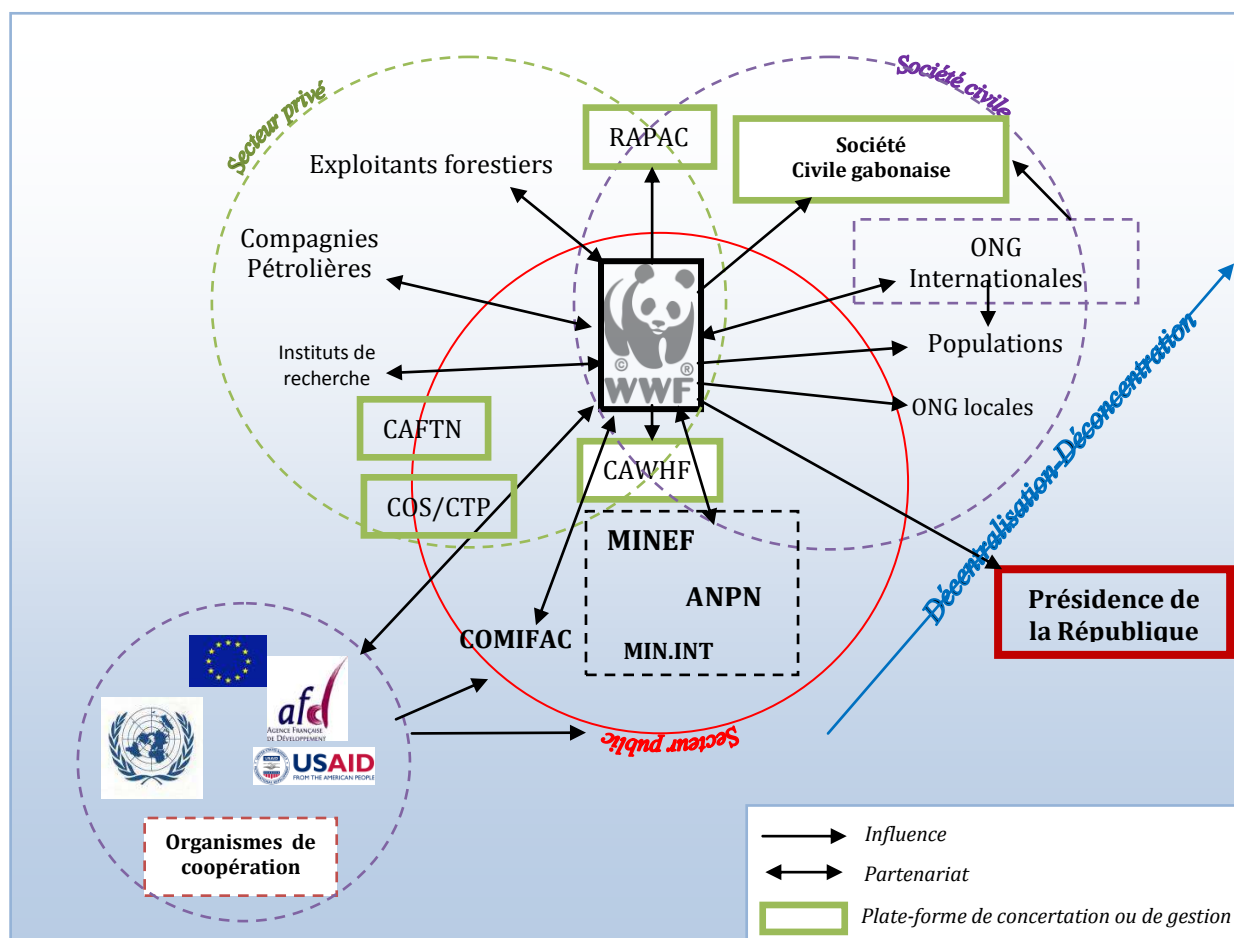 Secteur privé
Société civile
RAPAC
Société
Civile gabonaise
Exploitants forestiers
Compagnies
Pétrolières
ONG
Internationales
Instituts de
recherche
Populations
ONG locales
© ®
WWF
CAFTN
CAWHF
COS/CTP
MINEF
ANPN
MIN.INT
COMIFAC
Décentralisation-Déconcentration
Présidence de
la République
Secteur public
afd
AGENCE FRANÇAISE
DE DÉVELOPPEMENT
USAID
FROM THE AMERICAN PEOPLE
Organismes de
coopération
Influence
Partenariat
Plate-forme de concertation ou de gestion